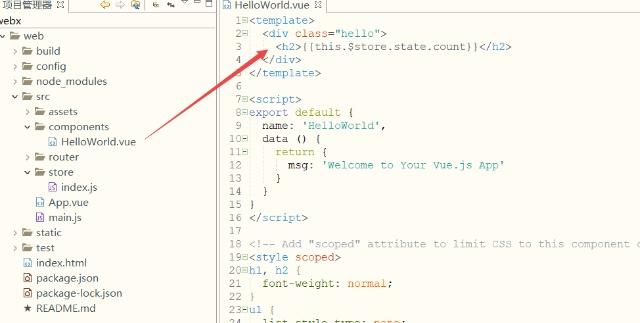 项目管理器
webx
web
build
config
node_modules
src
assets
components
HelloWorld.vue
router
store
index.js
App.vue
main.js
static
test
index.html
package.json
package-lock.json
README.md
HelloWorld.vue
1 <template>
2 <div class="hello">
3 <h2>{{this.$store.state.count}}</h2>
4 </div>
5 </template>
6
7 <script>
8 export default {
9 name: 'HelloWorld',
10 data () {
11 return {
12 msg: 'Welcome to Your Vue.js App'
13 }
14 }
15 }
16 </script>
17
18 <!-- Add "scoped" attribute to limit CSS to this component
19 <style scoped>
20 h1, h2 {
21 font-weight: normal;
22 }
23 ul {
24 list-style-type: none;